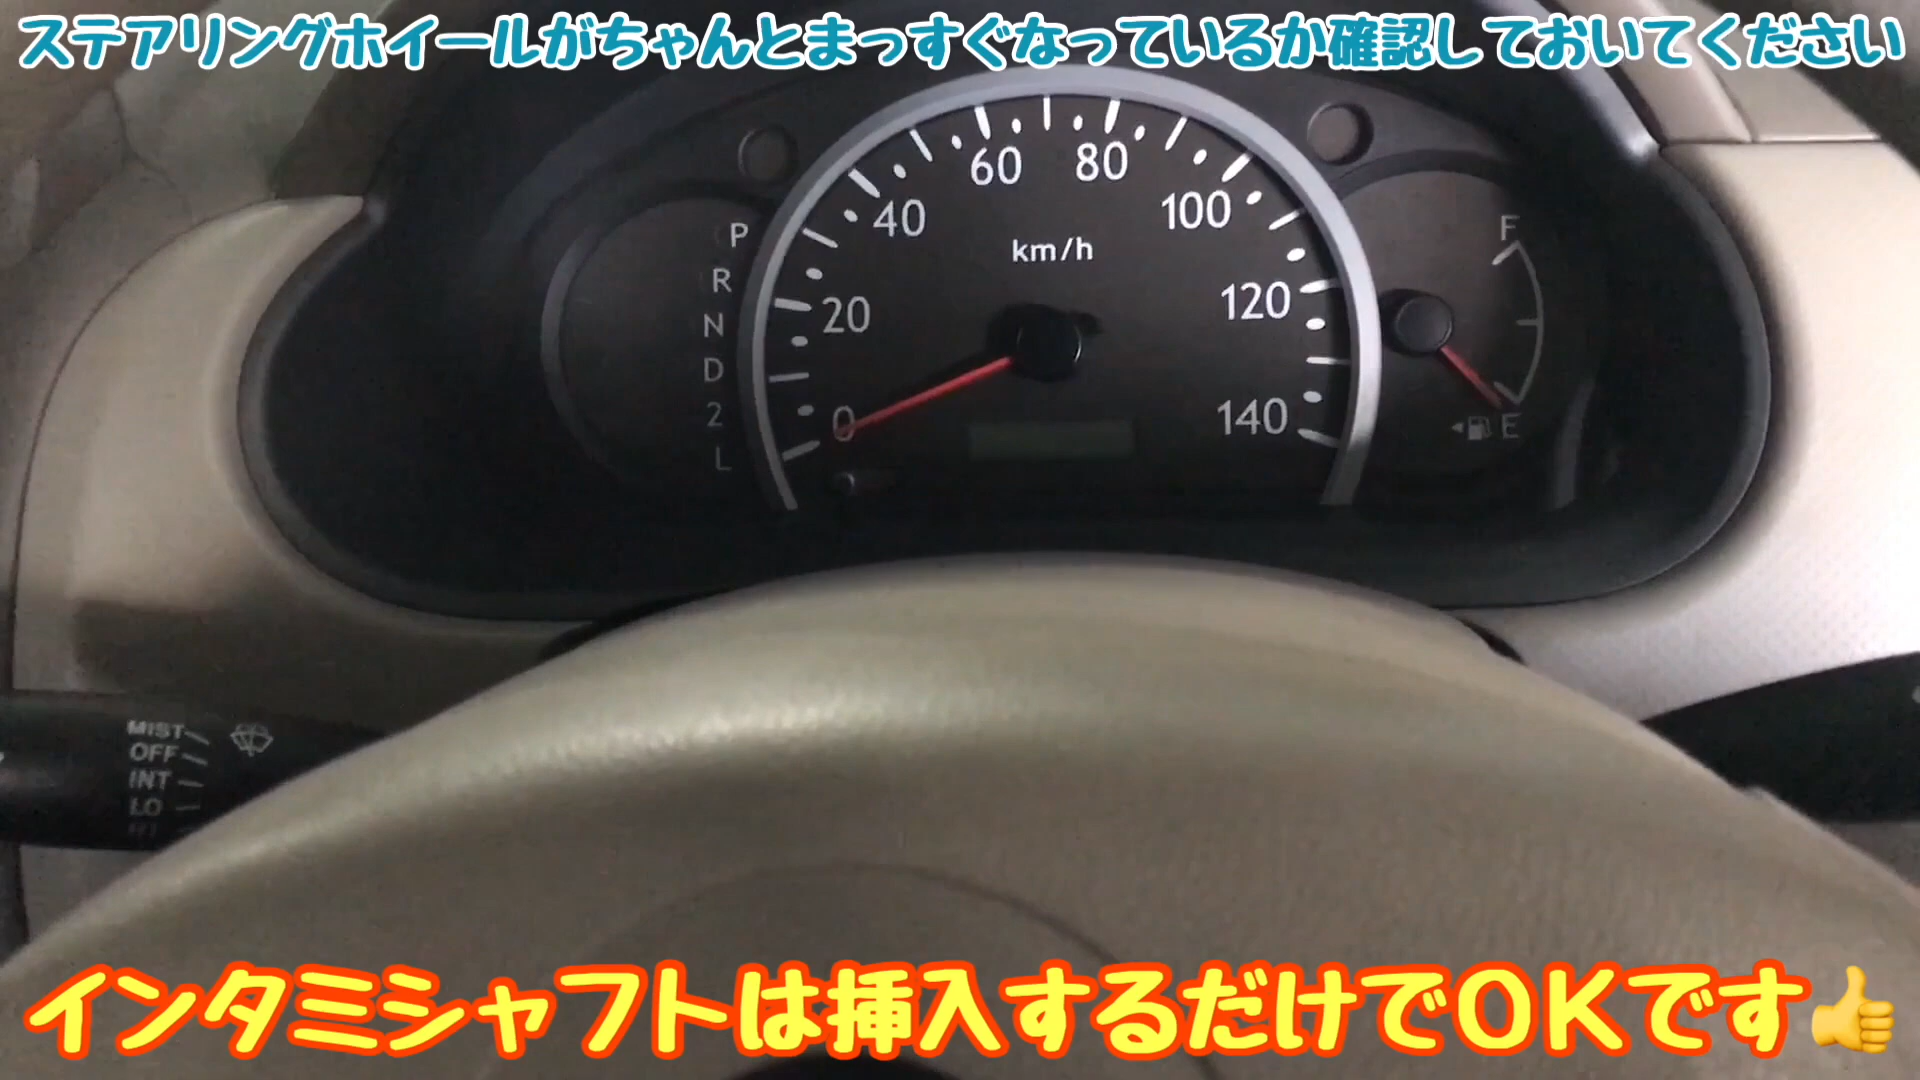 ステアリングホイールがちゃんとまっすぐなっているか確認しておいてください
60 80
40 100
km/h
20 120
0 140
P
R
N
D
2
L
F
E
MIST
OFF
INT
LO
HI
インタミシャフトは挿入するだけでOKです👍